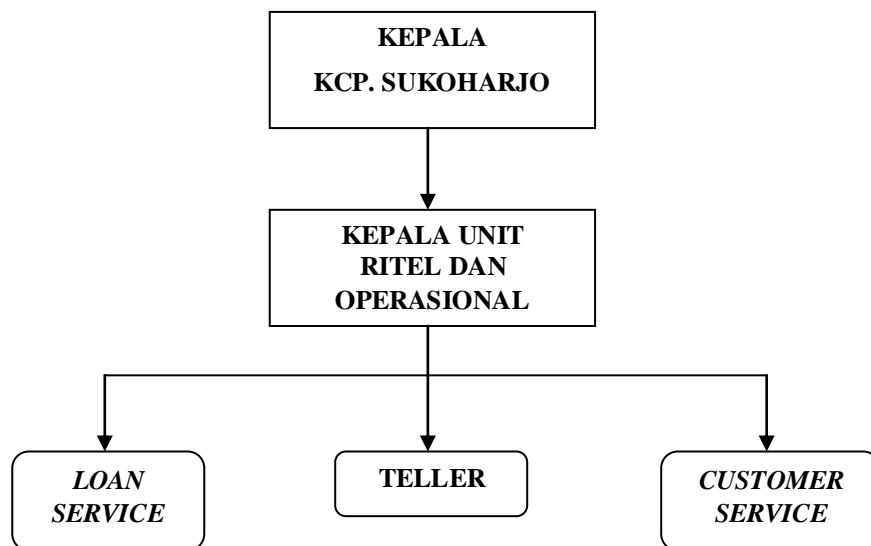 KEPALA
KCP. SUKOHARJO
KEPALA UNIT
RITEL DAN
OPERASIONAL
LOAN
SERVICE
TELLER
CUSTOMER
SERVICE